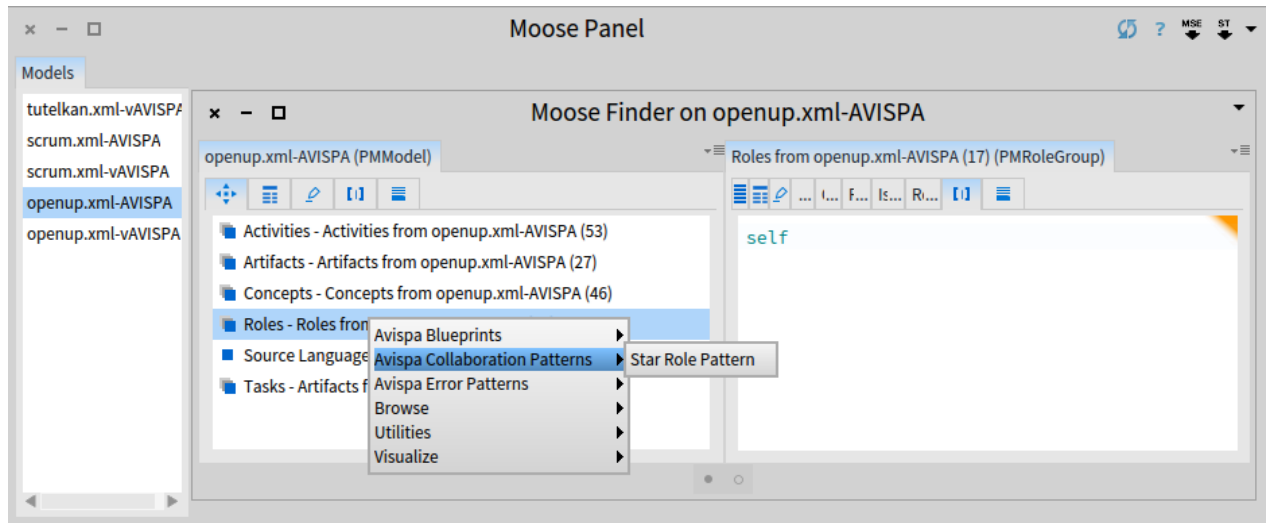 Moose Panel
? MSE ST
Models
tutelkan.xml-vAVISPA
scrum.xml-AVISPA
scrum.xml-vAVISPA
openup.xml-AVISPA
openup.xml-vAVISPA
Moose Finder on openup.xml-AVISPA
openup.xml-AVISPA (PMModel)
Activities - Activities from openup.xml-AVISPA (53)
Artifacts - Artifacts from openup.xml-AVISPA (27)
Concepts - Concepts from openup.xml-AVISPA (46)
Roles - Roles from
Source Language
Tasks - Artifacts f
Avispa Blueprints
Avispa Collaboration Patterns
Avispa Error Patterns
Browse
Utilities
Visualize
Star Role Pattern
Roles from openup.xml-AVISPA (17) (PMRoleGroup)
... F... Is...
self